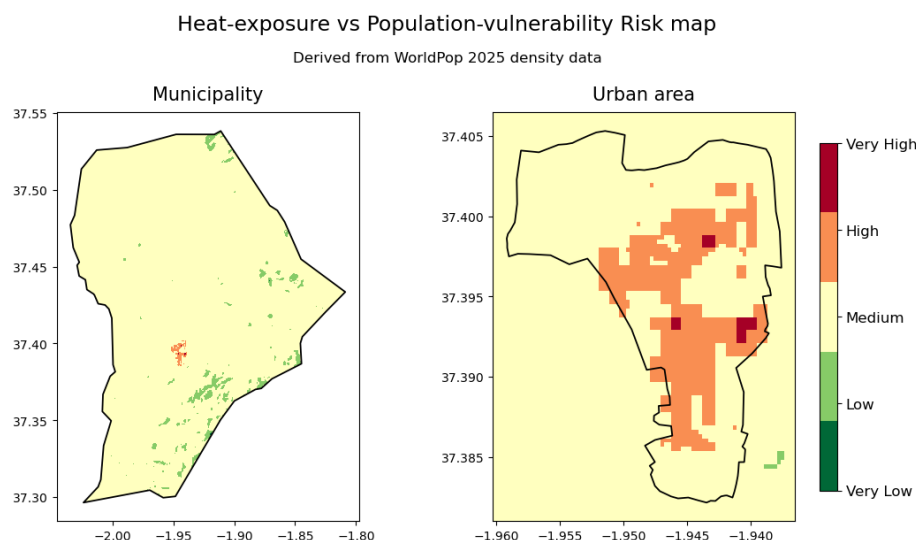 Heat-exposure vs Population-vulnerability Risk map
Derived from WorldPop 2025 density data
Municipality
37.55
37.50
37.45
37.40
37.35
37.30
−2.00 −1.95 −1.90 −1.85 −1.80
Urban area
37.405
37.400
37.395
37.390
37.385
−1.960 −1.955 −1.950 −1.945 −1.940
Very High
High
Medium
Low
Very Low